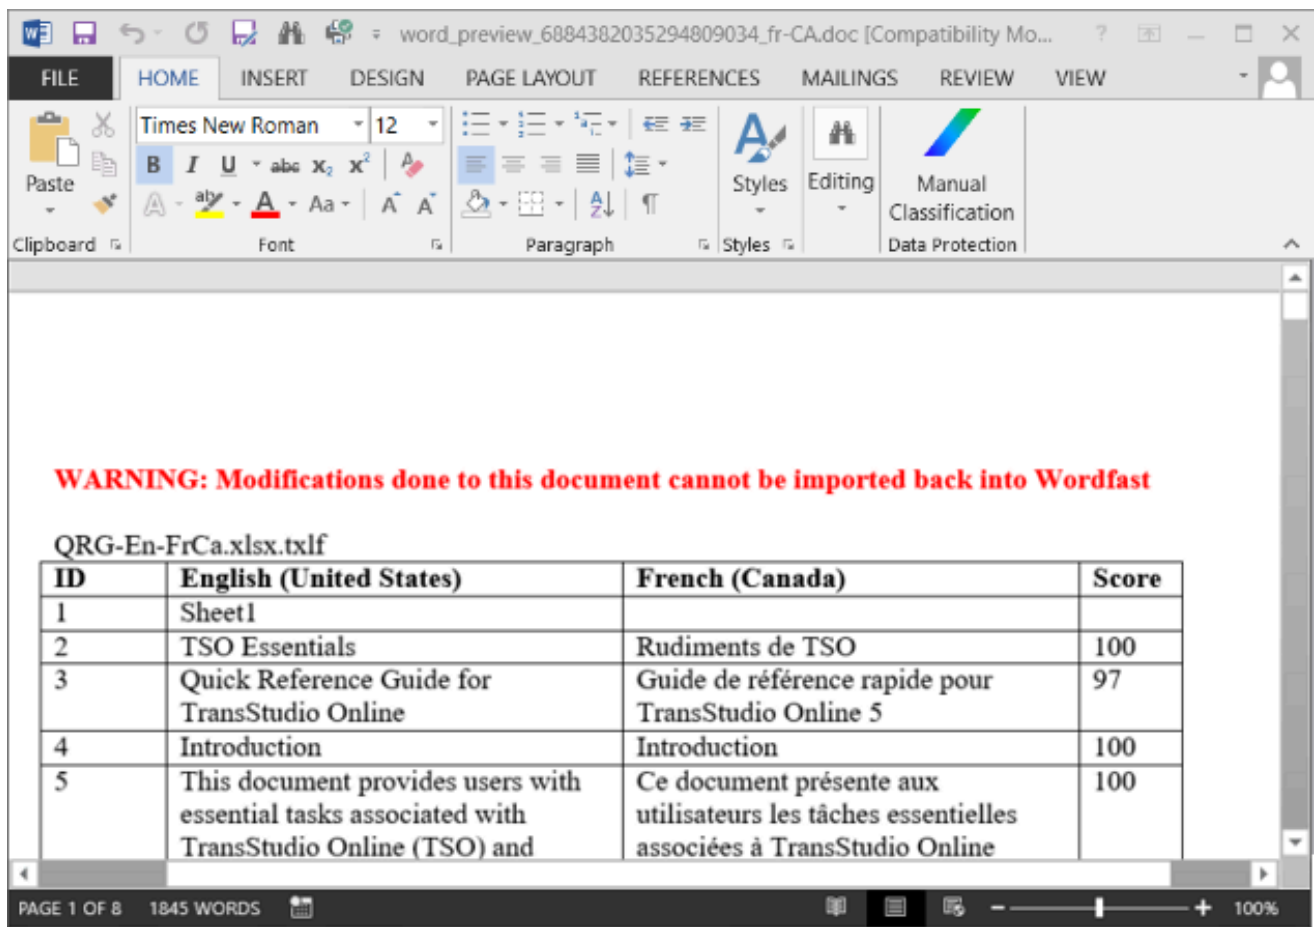 word_preview_6884382035294809034_fr-CA.doc [Compatibility Mo... ?
FILE HOME INSERT DESIGN PAGE LAYOUT REFERENCES MAILINGS REVIEW VIEW
Times New Roman 12
B I U abc X₂ X² A
Paste Styles Editing Manual
A aby A Aa A A A Z ¶
Classification
Clipboard Font Paragraph Styles Data Protection
WARNING: Modifications done to this document cannot be imported back into Wordfast
QRG-En-FrCa.xlsx.txlf
ID English (United States) French (Canada) Score
1 Sheet1
2 TSO Essentials Rudiments de TSO 100
3 Quick Reference Guide for Guide de référence rapide pour 97
TransStudio Online TransStudio Online 5
4 Introduction Introduction 100
5 This document provides users with Ce document présente aux 100
essential tasks associated with utilisateurs les tâches essentielles
TransStudio Online (TSO) and associées à TransStudio Online
PAGE 1 OF 8 1845 WORDS 100%